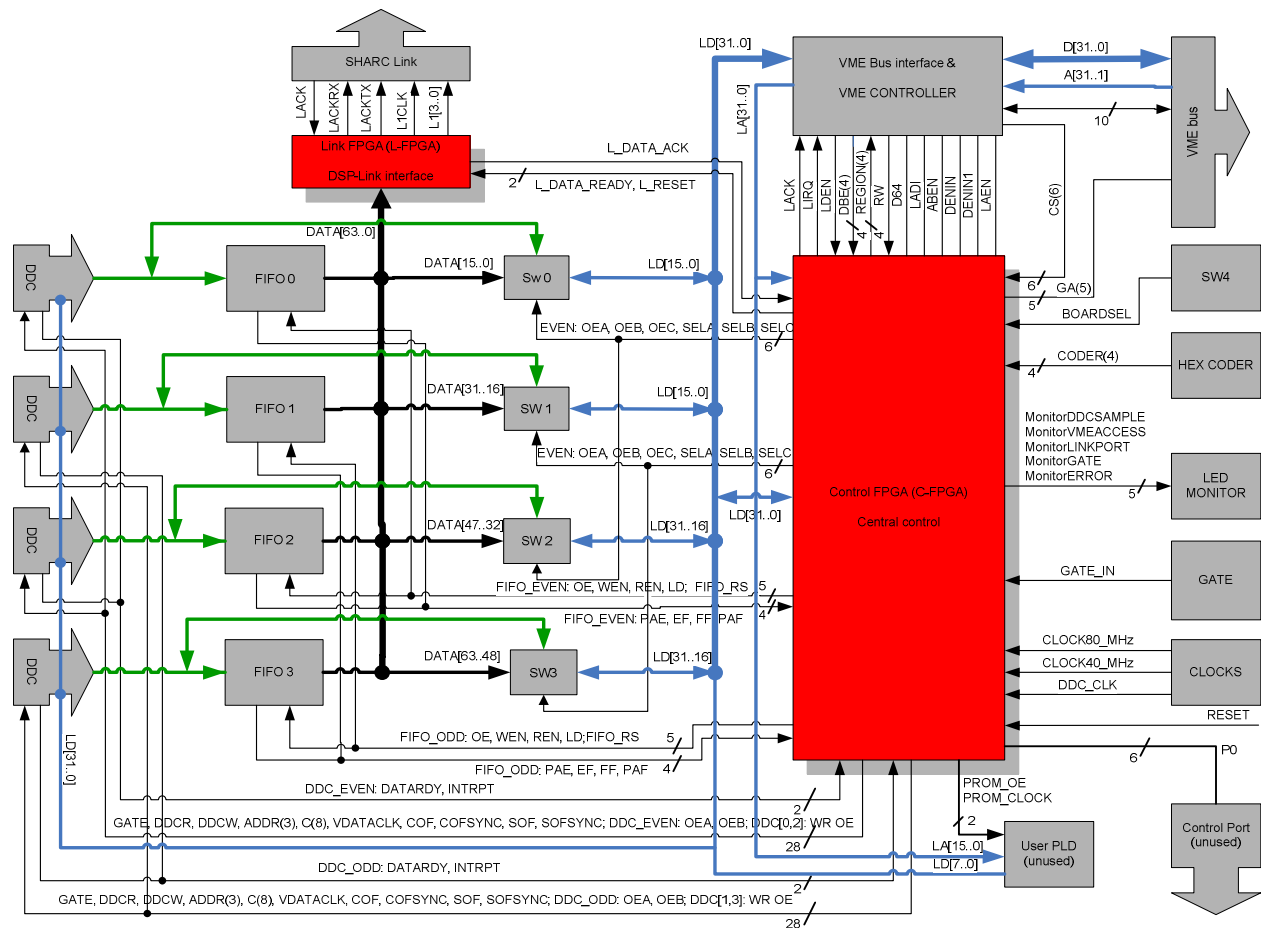 SHARC Link
LACK
LACKRX
LACKTX
L1CLK
L1[3..0]
Link FPGA (L-FPGA)
DSP-Link interface
L_DATA_ACK
2
L_DATA_READY, L_RESET
LD[31..0]
LA[31..0]
VME Bus interface &
VME CONTROLLER
D[31..0]
A[31..1]
10
VME bus
LACK
LIRQ
LDEN
DBE(4)
4
REGION(4)
4
RW
D64
LADI
ABEN
DENIN
DENIN1
LAEN
CS(6)
DATA[63..0]
DDC
FIFO 0
DATA[15..0]
Sw 0
LD[15..0]
6
GA(5)
5
BOARDSEL
SW4
EVEN: OEA, OEB, OEC, SELA, SELB, SELC
6
CODER(4)
4
HEX CODER
DDC
FIFO 1
DATA[31..16]
SW 1
LD[15..0]
MonitorDDCSAMPLE
MonitorVMEACCESS
MonitorLINKPORT
MonitorGATE
MonitorERROR
5
LED
MONITOR
EVEN: OEA, OEB, OEC, SELA, SELB, SELC
6
Control FPGA (C-FPGA)
Central control
LD[31..0]
DDC
FIFO 2
DATA[47..32]
SW 2
LD[31..16]
GATE_IN
GATE
FIFO_EVEN: OE, WEN, REN, LD; FIFO_RS
5
FIFO_EVEN: PAE, EF, FF, PAF
4
DDC
FIFO 3
DATA[63..48]
SW3
LD[31..16]
CLOCK80_MHz
CLOCK40_MHz
DDC_CLK
CLOCKS
RESET
LD[31..0]
FIFO_ODD: OE, WEN, REN, LD;FIFO_RS
5
FIFO_ODD: PAE, EF, FF, PAF
4
6
P0
DDC_EVEN: DATARDY, INTRPT
2
PROM_OE
PROM_CLOCK
2
GATE, DDCR, DDCW, ADDR(3), C(8), VDATACLK, COF, COFSYNC, SOF, SOFSYNC; DDC_EVEN: OEA, OEB; DDC[0,2]: WR OE
28
LA[15..0]
LD[7..0]
User PLD
(unused)
Control Port
(unused)
DDC_ODD: DATARDY, INTRPT
2
GATE, DDCR, DDCW, ADDR(3), C(8), VDATACLK, COF, COFSYNC, SOF, SOFSYNC; DDC_ODD: OEA, OEB; DDC[1,3]: WR OE
28